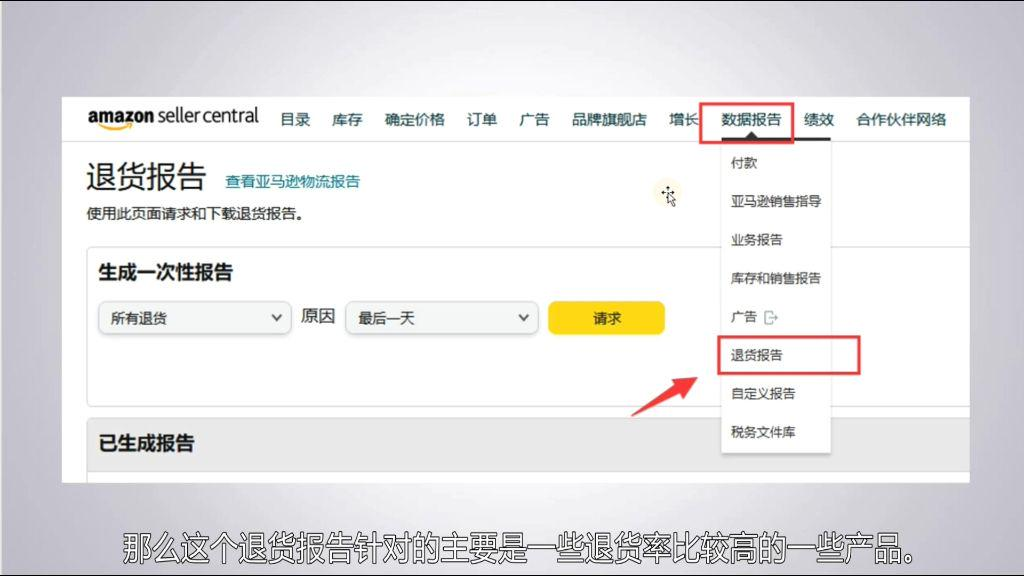 amazon seller central 目录 库存 确定价格 订单 广告 品牌旗舰店 增长 数据报告 绩效 合作伙伴网络
退货报告 查看亚马逊物流报告
使用此页面请求和下载退货报告。
生成一次性报告
所有退货 原因 最后一天 请求
已生成报告
付款
亚马逊销售指导
业务报告
库存和销售报告
广告
退货报告
自定义报告
税务文件库
那么这个退货报告针对的主要是一些退货率比较高的一些产品。